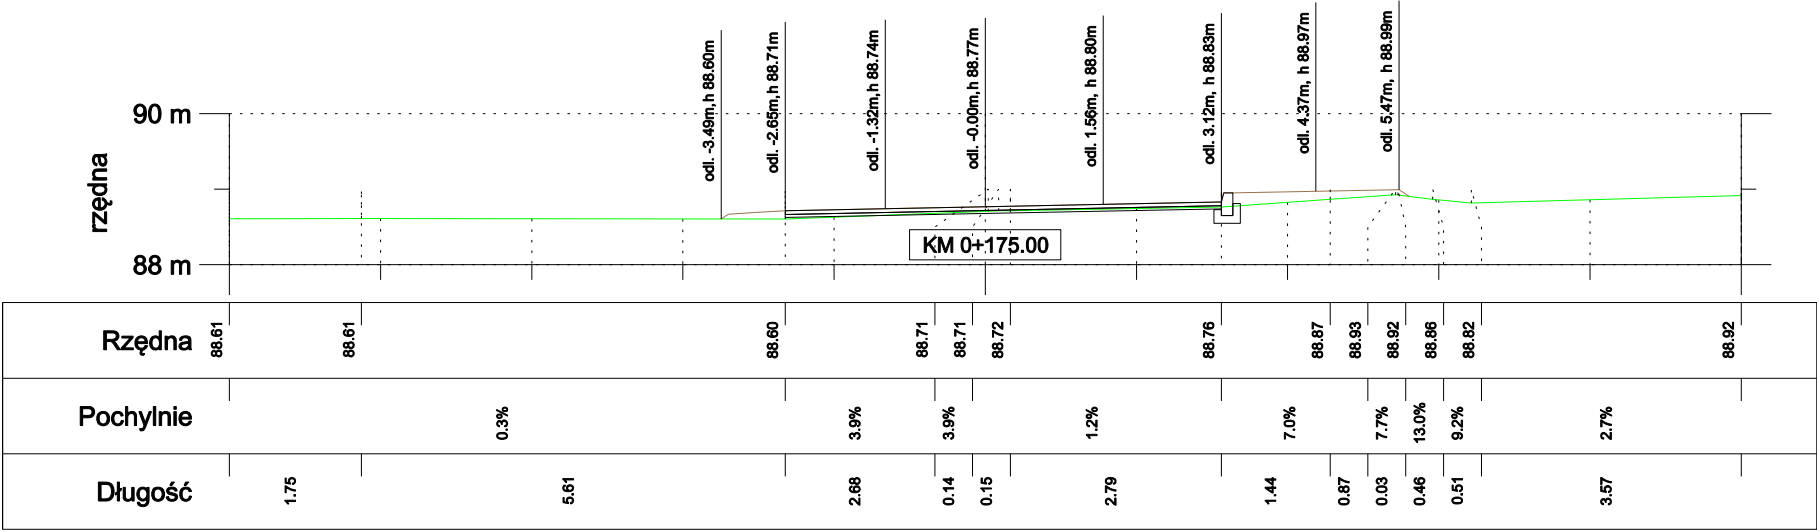 odl. -3.49m, h 88.60m
odl. -2.65m, h 88.71m
odl. -1.32m, h 88.74m
odl. -0.00m, h 88.77m
odl. 1.56m, h 88.80m
odl. 3.12m, h 88.83m
odl. 4.37m, h 88.97m
odl. 5.47m, h 88.99m
90 m
rzędna
88 m
KM 0+175.00
Rzędna 88.61 88.61 88.60 88.71 88.71 88.72 88.76 88.87 88.93 88.92 88.86 88.82 88.92
Pochylnie 0.3% 3.9% 3.9% 1.2% 7.0% 7.7% 13.0% 9.2% 2.7%
Długość 1.75 5.61 2.68 0.14 0.15 2.79 1.44 0.87 0.03 0.46 0.51 3.57